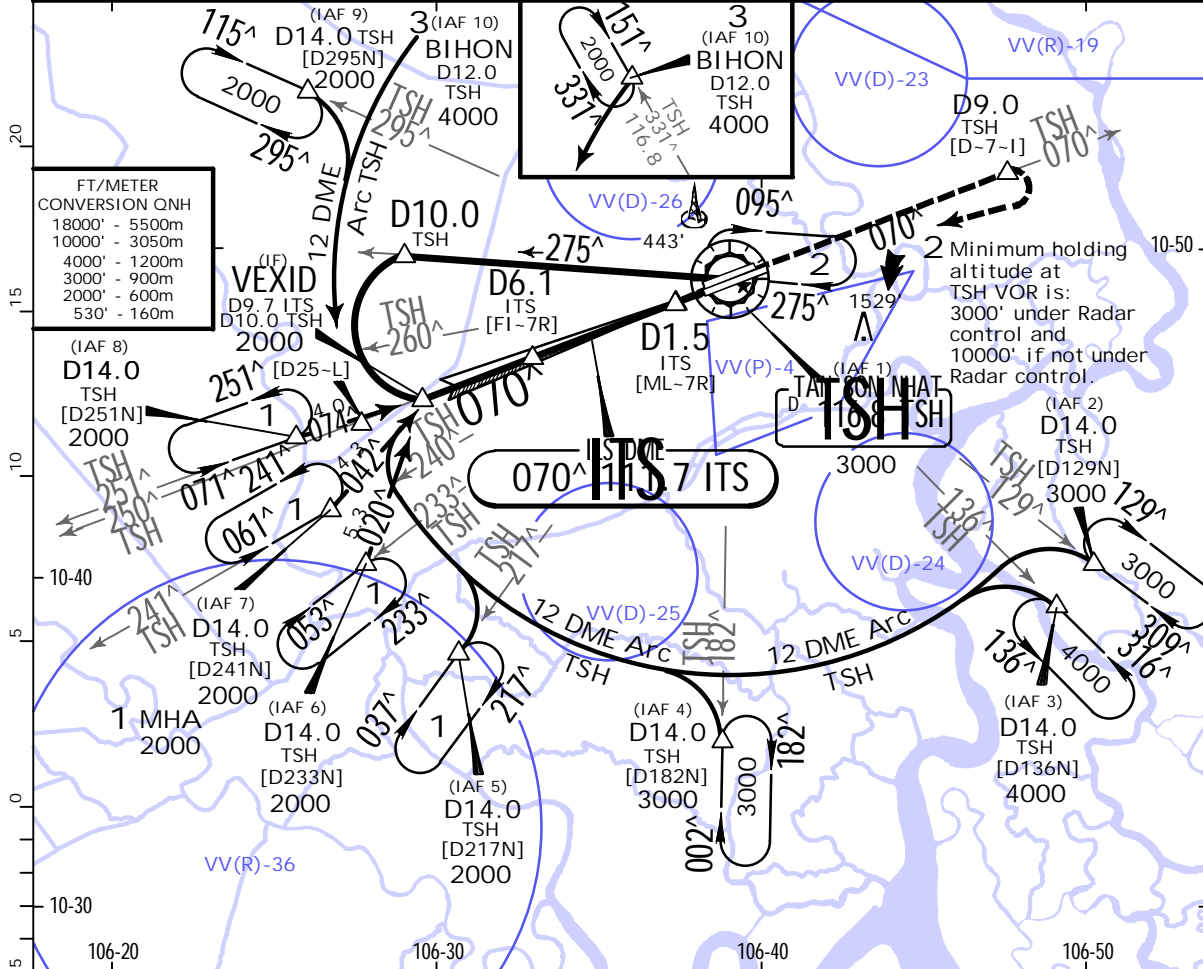 115^
(IAF 9)
D14.0 TSH
[D295N]
2000
2000
295^
TSH
295^
3 (IAF 10)
BIHON
D12.0
TSH
4000
12 DME
Arc TSH
151^
2000
331^
TSH
331^
116.8
3
(IAF 10)
BIHON
D12.0
TSH
4000
VV(R)-19
VV(D)-23
VV(D)-26
443'
D9.0
TSH
[D~7~I]
TSH
070^
FT/METER
CONVERSION QNH
18000' - 5500m
10000' - 3050m
4000' - 1200m
3000' - 900m
2000' - 600m
530' - 160m
D10.0
TSH
275^
095^
2
275^
070^
2 Minimum holding
altitude at
TSH VOR is:
3000' under Radar
control and
10000' if not under
Radar control.
1529'
(IF)
VEXID
D9.7 ITS
D10.0 TSH
2000
[D25~L]
TSH
260^
D6.1
ITS
[FI~7R]
D1.5
ITS
[ML~7R]
VV(P)-4
(IAF 1)
TAN SON NHAT
D 116.8 TSH
TSH
3000
070^
ILS DME
070^ 111.7 ITS
ITS
(IAF 8)
D14.0
TSH
[D251N]
2000
251^
1
071^
4.0
074^
TSH
251^
250^
TSH
241^
4.2
042^
1
061^
241^
TSH
(IAF 7)
D14.0
TSH
[D241N]
2000
5.3
020^
TSH
240^
233^
TSH
1
053^
233^
(IAF 6)
D14.0
TSH
[D233N]
2000
TSH
217^
1
037^
217^
(IAF 5)
D14.0
TSH
[D217N]
2000
1 MHA
2000
12 DME Arc
TSH
VV(D)-25
TSH
182^
12 DME Arc
TSH
(IAF 4)
D14.0
TSH
[D182N]
3000
3000
182^
002^
VV(D)-24
136^
TSH
TSH
129^
(IAF 2)
D14.0
TSH
[D129N]
3000
129^
3000
309^
316^
4000
136^
(IAF 3)
D14.0
TSH
[D136N]
4000
VV(R)-36
20
15
10
5
0
5
10-50
10-40
10-30
106-20
106-30
106-40
106-50